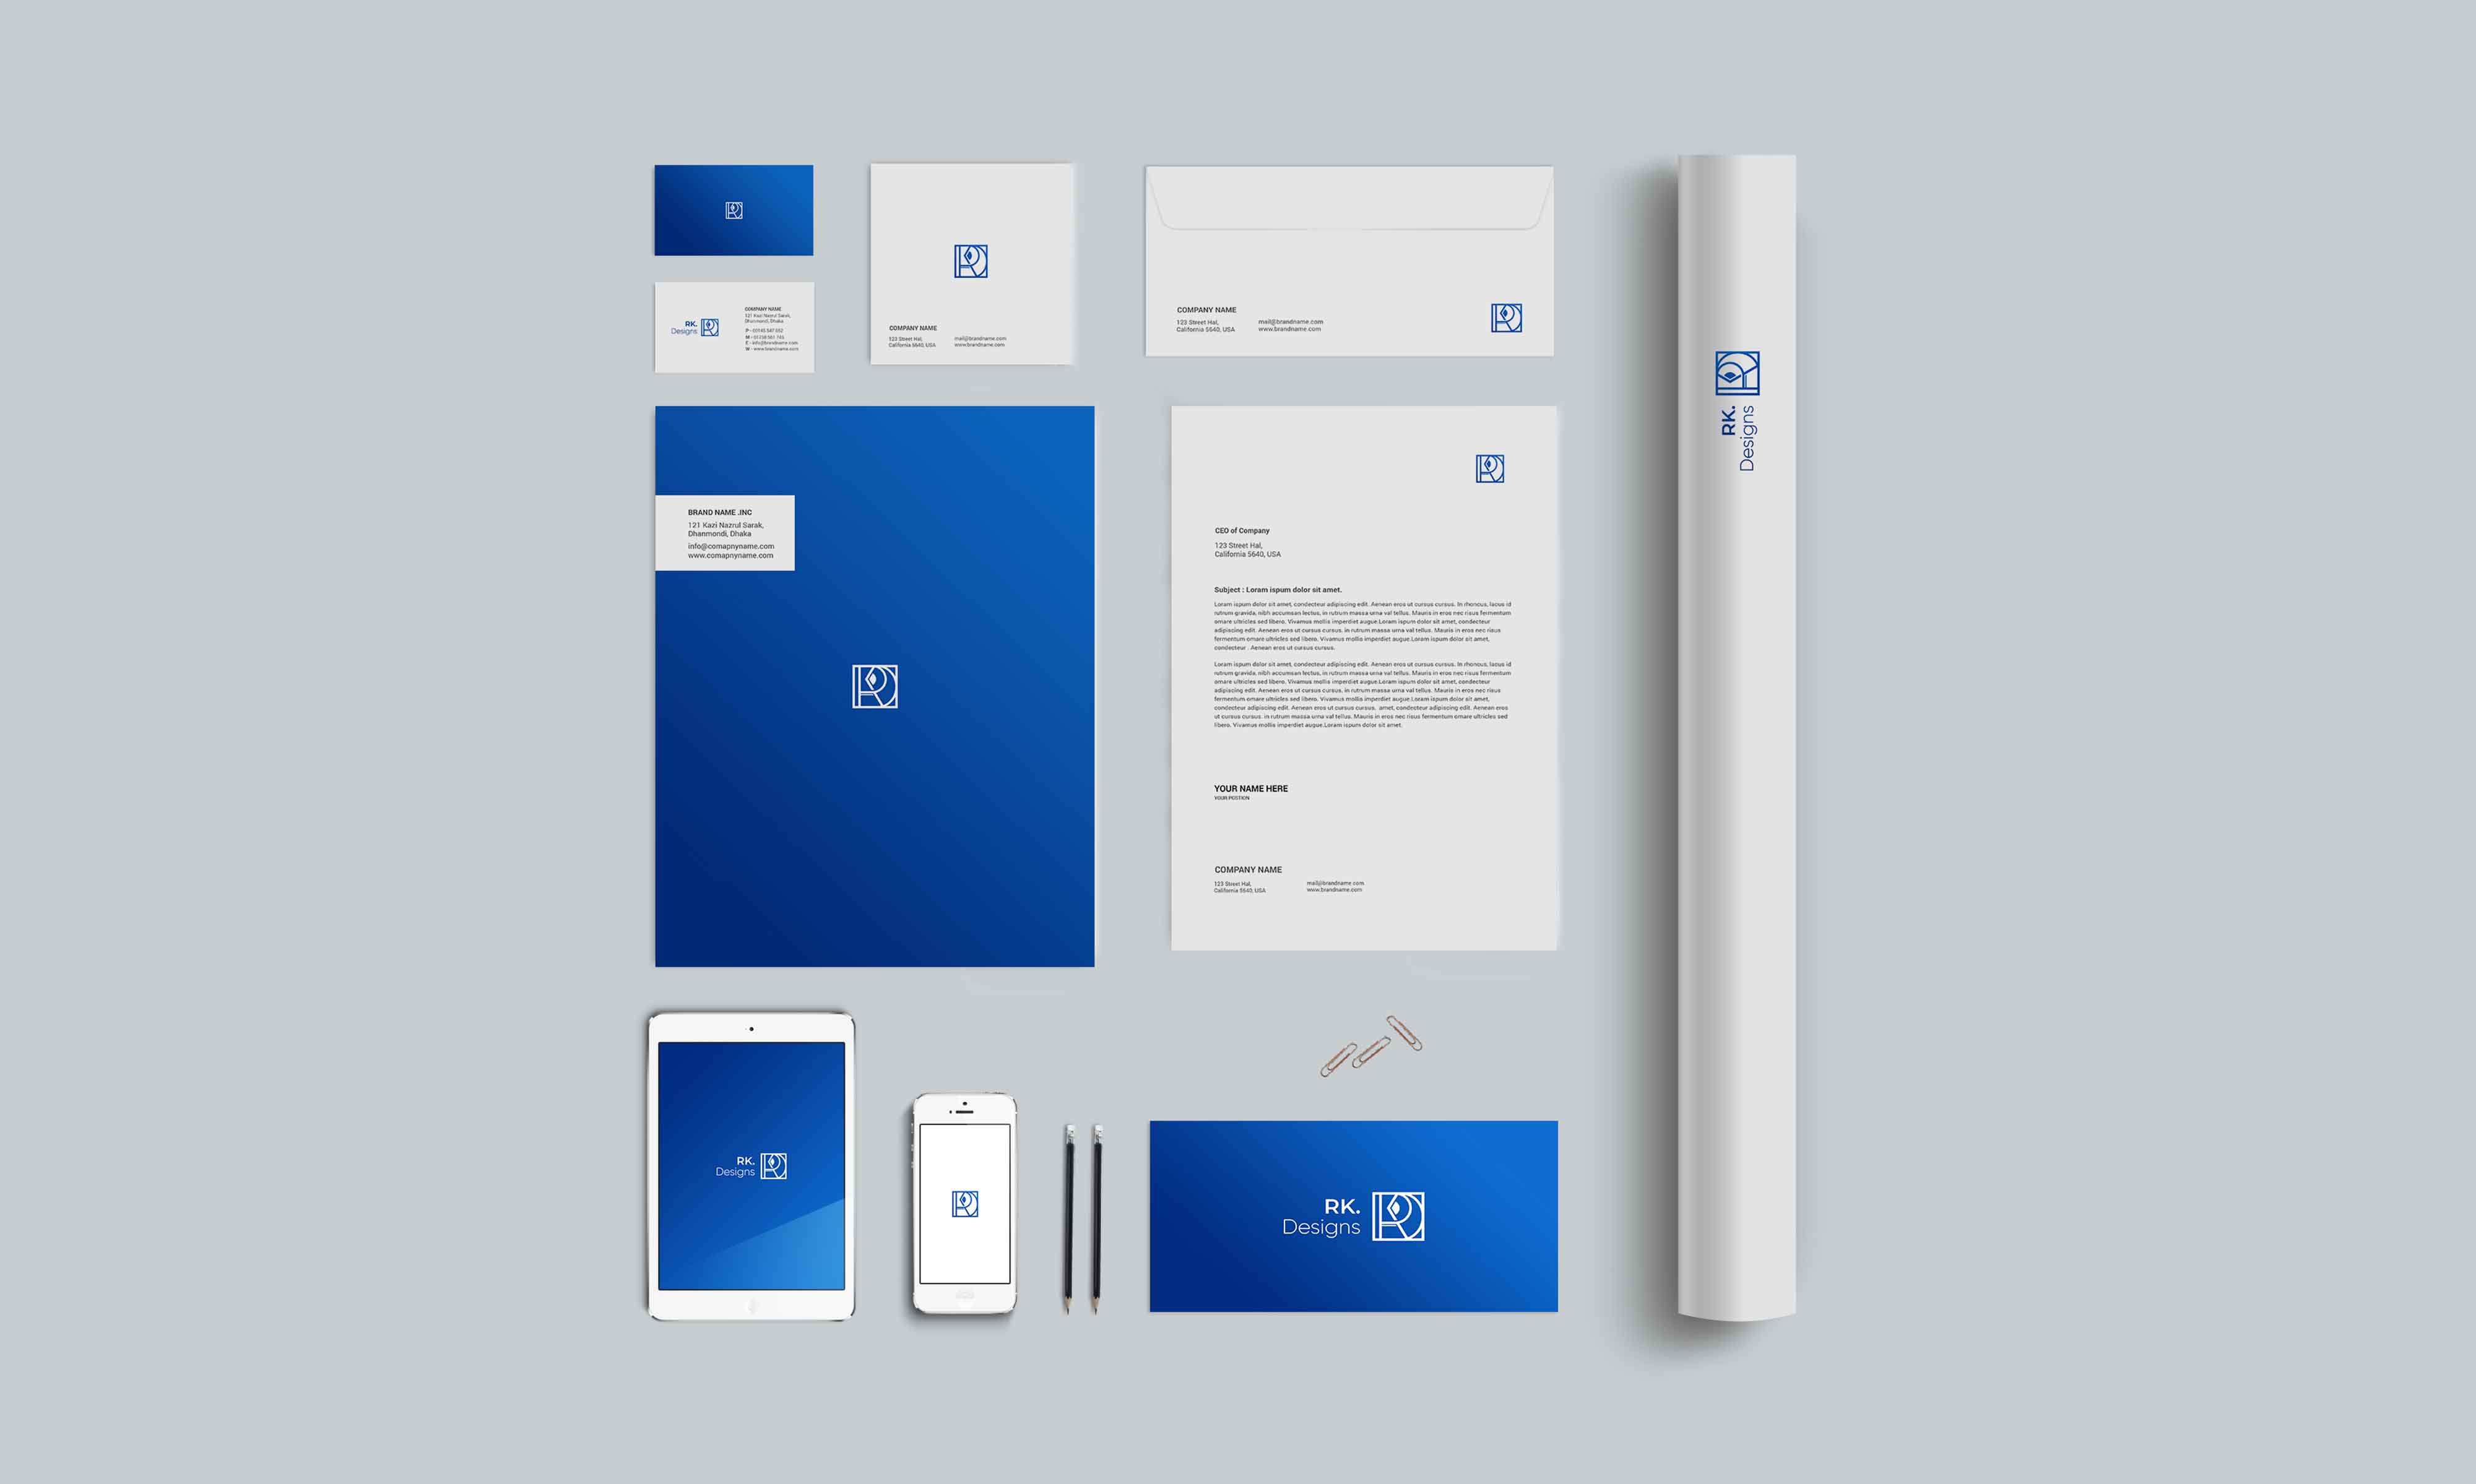 RK.
Designs
COMPANY NAME
121 Kazi Nazrul Sarak,
Dhanmondi, Dhaka
E - info@brandname.com
W - www.brandname.com
COMPANY NAME
123 Street Hal,
California 5640, USA
mail@brandname.com
www.brandname.com
COMPANY NAME
123 Street Hal,
California 5640, USA
mail@brandname.com
www.brandname.com
BRAND NAME .INC
121 Kazi Nazrul Sarak,
Dhanmondi, Dhaka
info@comapnyname.com
www.comapnyname.com
CEO of Company
123 Street Hal,
California 5640, USA
Subject : Loram ispum dolor sit amet.
Loram ispum dolor sit amet, condecteur adipiscing edit. Aenean eros ut cursus cursus. In rhoncus, lacus id
rutrum gravida, nibh accumsan lectus, in rutrum massa urna val tellus. Mauris in eros nec risus fermentum
ornare ultricles sed libero. Vivamus mollis imperdiet augue.Loram ispum dolor sit amet, condecteur
adipiscing edit. Aenean eros ut cursus cursus. in rutrum massa urna val tellus. Mauris in eros nec risus
fermentum ornare ultricles sed libero. Vivamus mollis imperdiet augue.Loram ispum dolor sit amet,
condecteur . Aenean eros ut cursus cursus.
Loram ispum dolor sit amet, condecteur adipiscing edit. Aenean eros ut cursus cursus. In rhoncus, lacus id
rutrum gravida, nibh accumsan lectus, in rutrum massa urna val tellus. Mauris in eros nec risus fermentum
ornare ultricles sed libero. Vivamus mollis imperdiet augue.Loram ispum dolor sit amet, condecteur
adipiscing edit. Aenean eros ut cursus cursus. in rutrum massa urna val tellus. Mauris in eros nec risus
fermentum ornare ultricles sed libero. Vivamus mollis imperdiet augue.Loram ispum dolor sit amet,
condecteur adipiscing edit. Aenean eros ut cursus cursus. amet, condecteur adipiscing edit. Aenean eros
ut cursus cursus. in rutrum massa urna val tellus. Mauris in eros nec risus fermentum ornare ultricles sed
libero. Vivamus mollis imperdiet augue.Loram ispum dolor sit amet.
YOUR NAME HERE
YOUR POSTION
COMPANY NAME
123 Street Hal,
California 5640, USA
mail@brandname.com
www.brandname.com
RK.
Designs
RK.
Designs
RK.
Designs